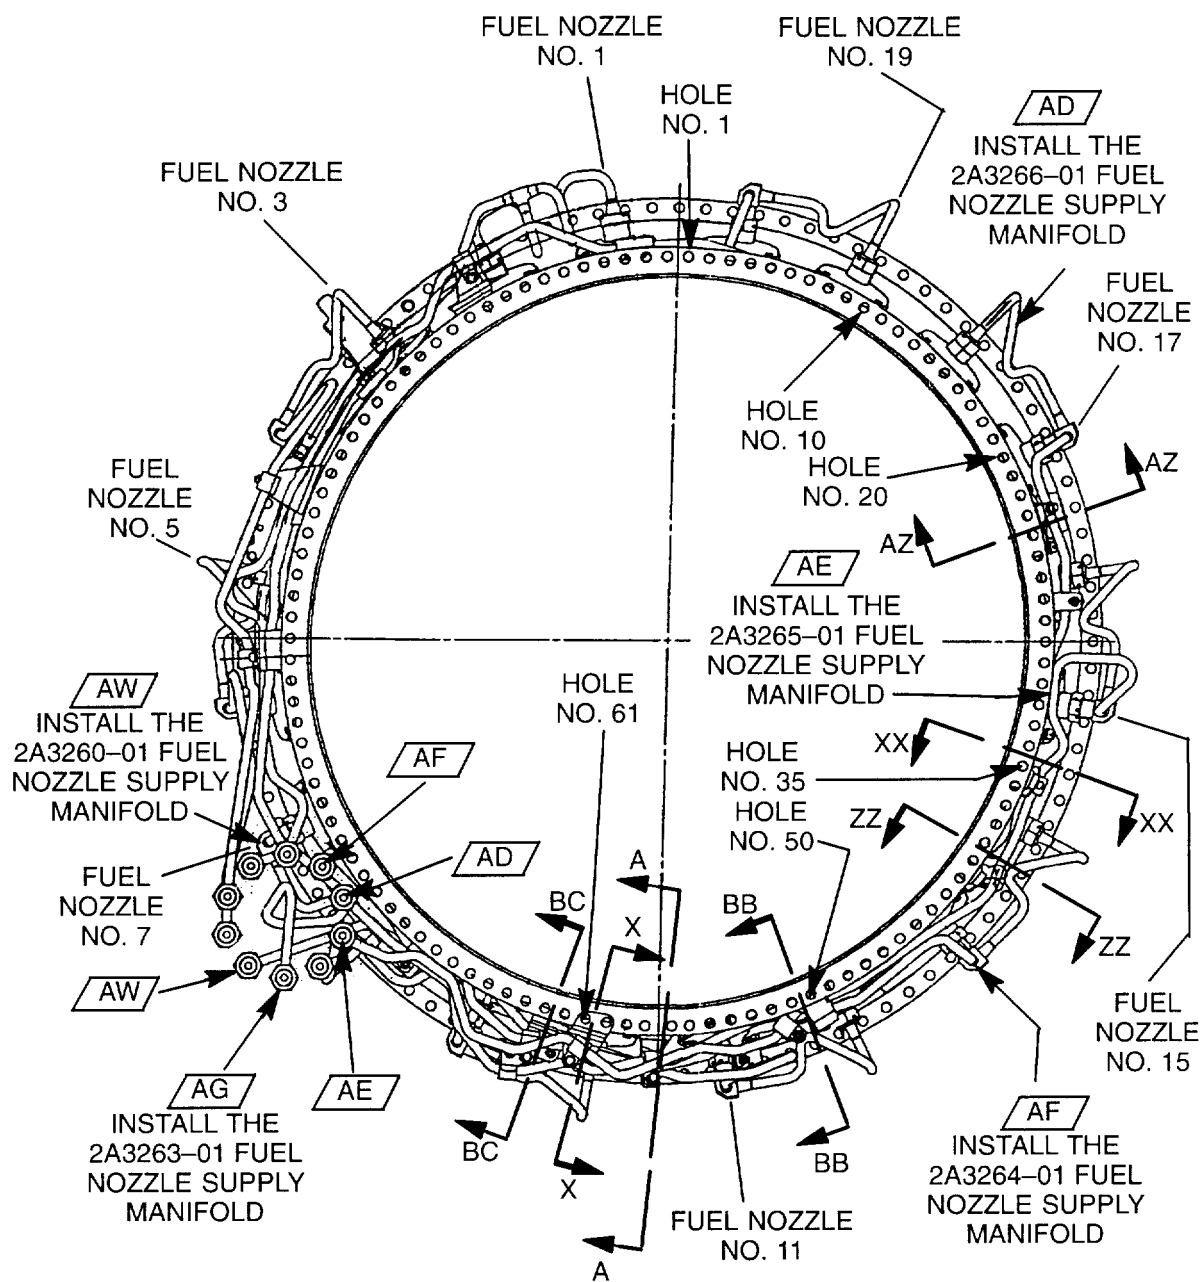 FUEL NOZZLE
NO. 1
FUEL NOZZLE
NO. 19
HOLE
NO. 1
AD
INSTALL THE
2A3266–01 FUEL
NOZZLE SUPPLY
MANIFOLD
FUEL NOZZLE
NO. 3
FUEL
NOZZLE
NO. 17
HOLE
NO. 10
HOLE
NO. 20
AZ
AZ
FUEL
NOZZLE
NO. 5
AE
INSTALL THE
2A3265–01 FUEL
NOZZLE SUPPLY
MANIFOLD
AW
INSTALL THE
2A3260–01 FUEL
NOZZLE SUPPLY
MANIFOLD
HOLE
NO. 61
AF
XX
XX
HOLE
NO. 35
HOLE
NO. 50
ZZ
ZZ
FUEL
NOZZLE
NO. 7
AD
A
BC
X
BB
AW
FUEL
NOZZLE
NO. 15
AG
INSTALL THE
2A3263–01 FUEL
NOZZLE SUPPLY
MANIFOLD
AE
BC
X
BB
AF
INSTALL THE
2A3264–01 FUEL
NOZZLE SUPPLY
MANIFOLD
FUEL NOZZLE
NO. 11
A